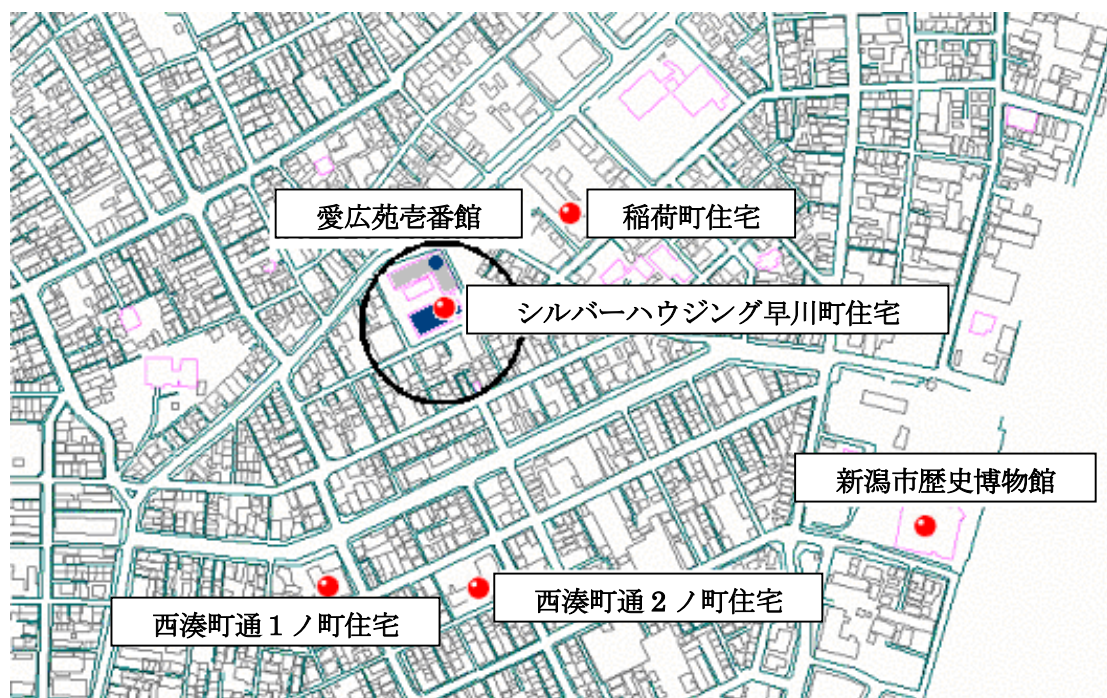 愛広苑壱番館
稲荷町住宅
シルバーハウジング早川町住宅
新潟市歴史博物館
西湊町通２ノ町住宅
西湊町通１ノ町住宅